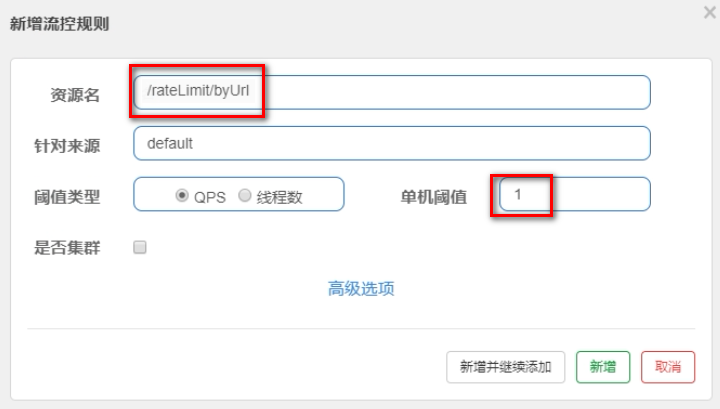 新增流控规则
资源名 /rateLimit/byUrl
针对来源 default
阈值类型 QPS 线程数 单机阈值 1
是否集群
高级选项
新增并继续添加 新增 取消